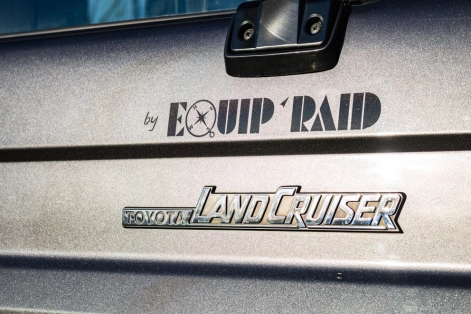 by EQUIP'RAID
TOYOTA LANDCRUISER